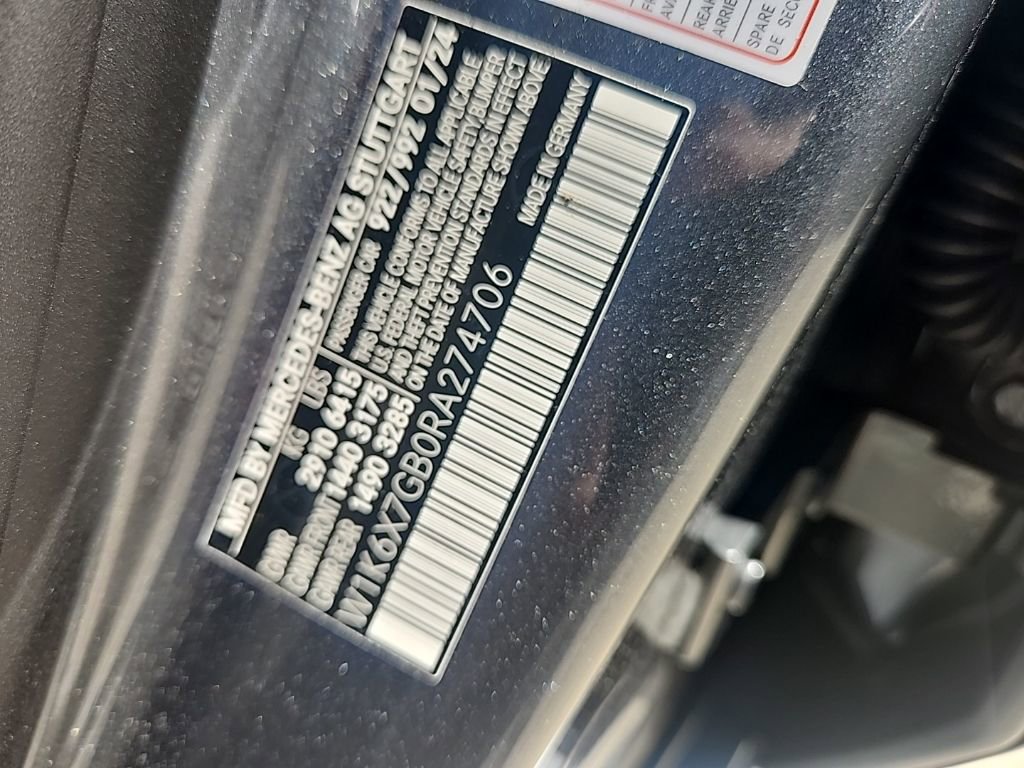 MFD BY MERCEDES-BENZ AG STUTTGART
KG LBS PASSENGER CAR 922/992 01/24
GVWR 2910 6415 THIS VEHICLE CONFORMS TO ALL APPLICABLE
GAWR FRONT 1440 3175 U.S. FEDERAL MOTOR VEHICLE SAFETY BUMPER
GAWR REAR 1490 3285 AND THEFT PREVENTION STANDARDS IN EFFECT
ON THE DATE OF MANUFACTURE SHOWN ABOVE
W1K6X7GB0RA274706 MADE IN GERMANY
REAR
SPARE